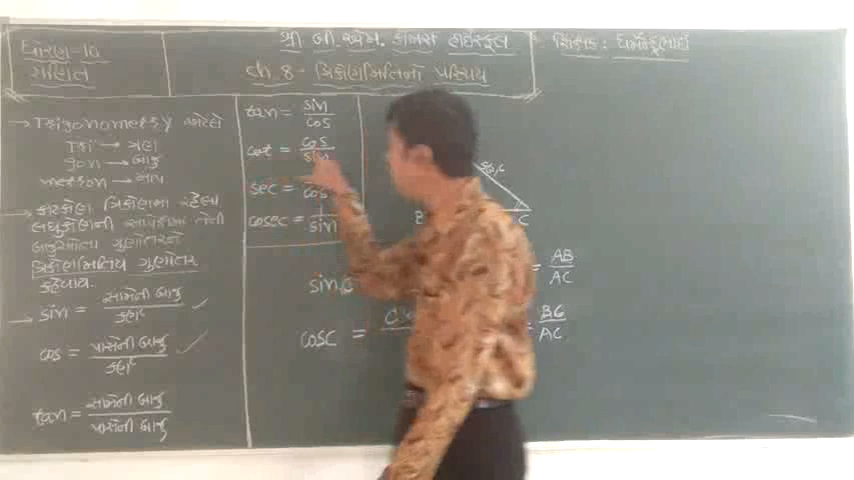 ધોરણ - 10
ગણિત
શ્રી બી. એમ. કોમર્સ હાઈસ્કૂલ
ch. 8 - ત્રિકોણમિતિનો પરિચય
શિક્ષક :
→ Trigonometry એટલે
Tri → ત્રણ
gon → બાજુ
metron → માપ
→ કાટકોણ ત્રિકોણમાં રહેલા
લઘુકોણની સાપેક્ષમાં તેની
બાજુઓના ગુણોત્તરને
ત્રિકોણમિતિય ગુણોત્તર
કહેવાય.
→ sin = સામેની બાજુ / કર્ણ ✓
cos = પાસેની બાજુ / કર્ણ ✓
tan = સામેની બાજુ / પાસેની બાજુ
tan = sin / cos
cot = cos / sin
sec = cos
cosec = 1 / sin
B
C
કર્ણ
sin
= AB / AC
cosC =
= BC / AC